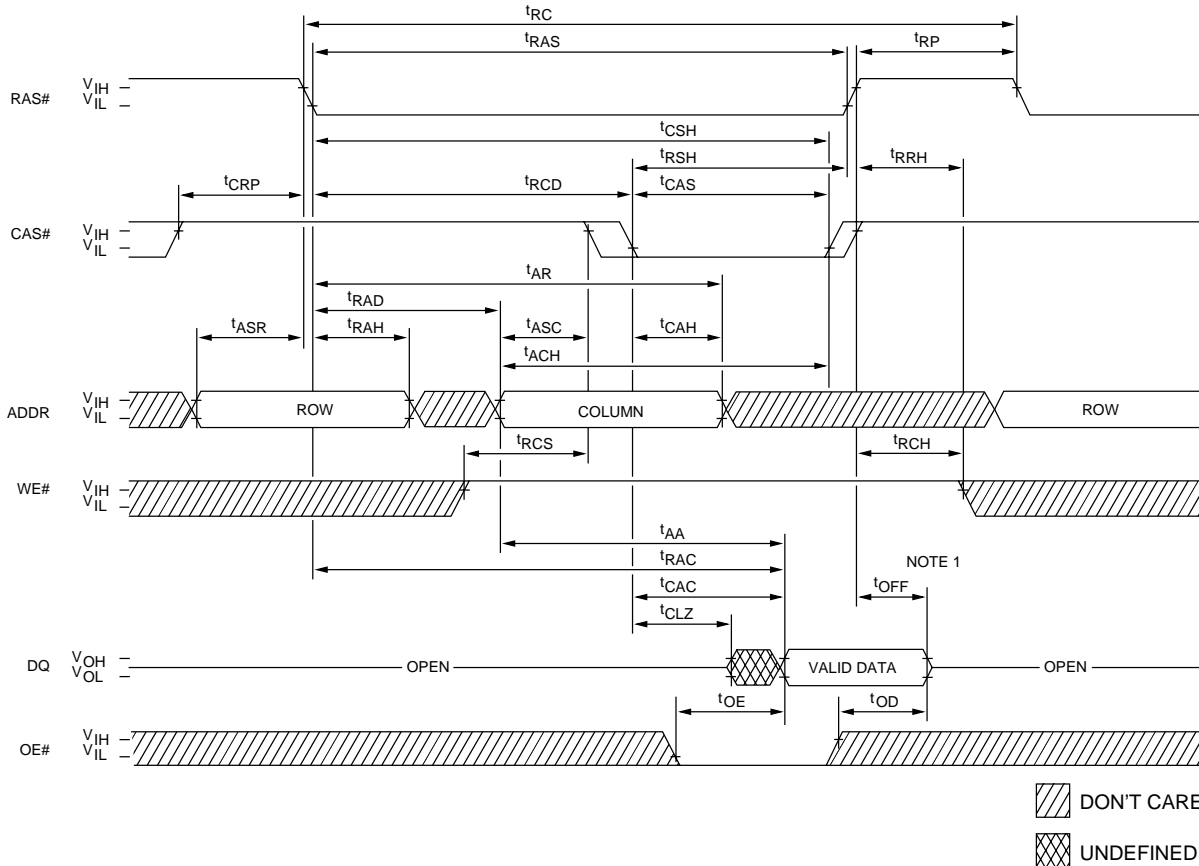 tRC
tRAS
tRP
RAS#
VIH
VIL
tCSH
tRSH
tRRH
tCRP
tRCD
tCAS
CAS#
VIH
VIL
tAR
tRAD
tASR
tRAH
tASC
tCAH
tACH
ADDR
VIH
VIL
ROW
COLUMN
ROW
tRCS
tRCH
WE#
VIH
VIL
tAA
tRAC
NOTE 1
tCAC
tOFF
tCLZ
DQ
VOH
VOL
OPEN
VALID DATA
OPEN
tOE
tOD
OE#
VIH
VIL
DON'T CARE
UNDEFINED